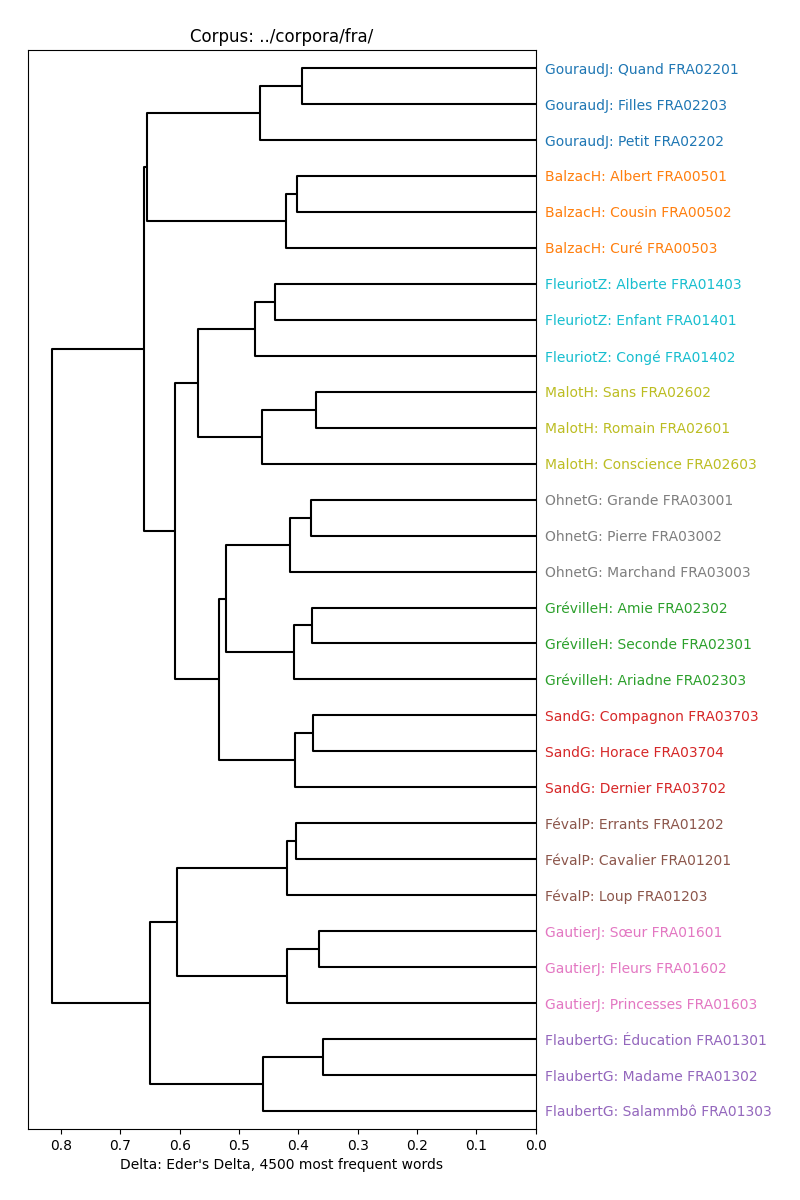 Corpus: ../corpora/fra/
GouraudJ: Quand FRA02201
GouraudJ: Filles FRA02203
GouraudJ: Petit FRA02202
BalzacH: Albert FRA00501
BalzacH: Cousin FRA00502
BalzacH: Curé FRA00503
FleuriotZ: Alberte FRA01403
FleuriotZ: Enfant FRA01401
FleuriotZ: Congé FRA01402
MalotH: Sans FRA02602
MalotH: Romain FRA02601
MalotH: Conscience FRA02603
OhnetG: Grande FRA03001
OhnetG: Pierre FRA03002
OhnetG: Marchand FRA03003
GrévilleH: Amie FRA02302
GrévilleH: Seconde FRA02301
GrévilleH: Ariadne FRA02303
SandG: Compagnon FRA03703
SandG: Horace FRA03704
SandG: Dernier FRA03702
FévalP: Errants FRA01202
FévalP: Cavalier FRA01201
FévalP: Loup FRA01203
GautierJ: Sœur FRA01601
GautierJ: Fleurs FRA01602
GautierJ: Princesses FRA01603
FlaubertG: Éducation FRA01301
FlaubertG: Madame FRA01302
FlaubertG: Salammbô FRA01303
0.8 0.7 0.6 0.5 0.4 0.3 0.2 0.1 0.0
Delta: Eder's Delta, 4500 most frequent words